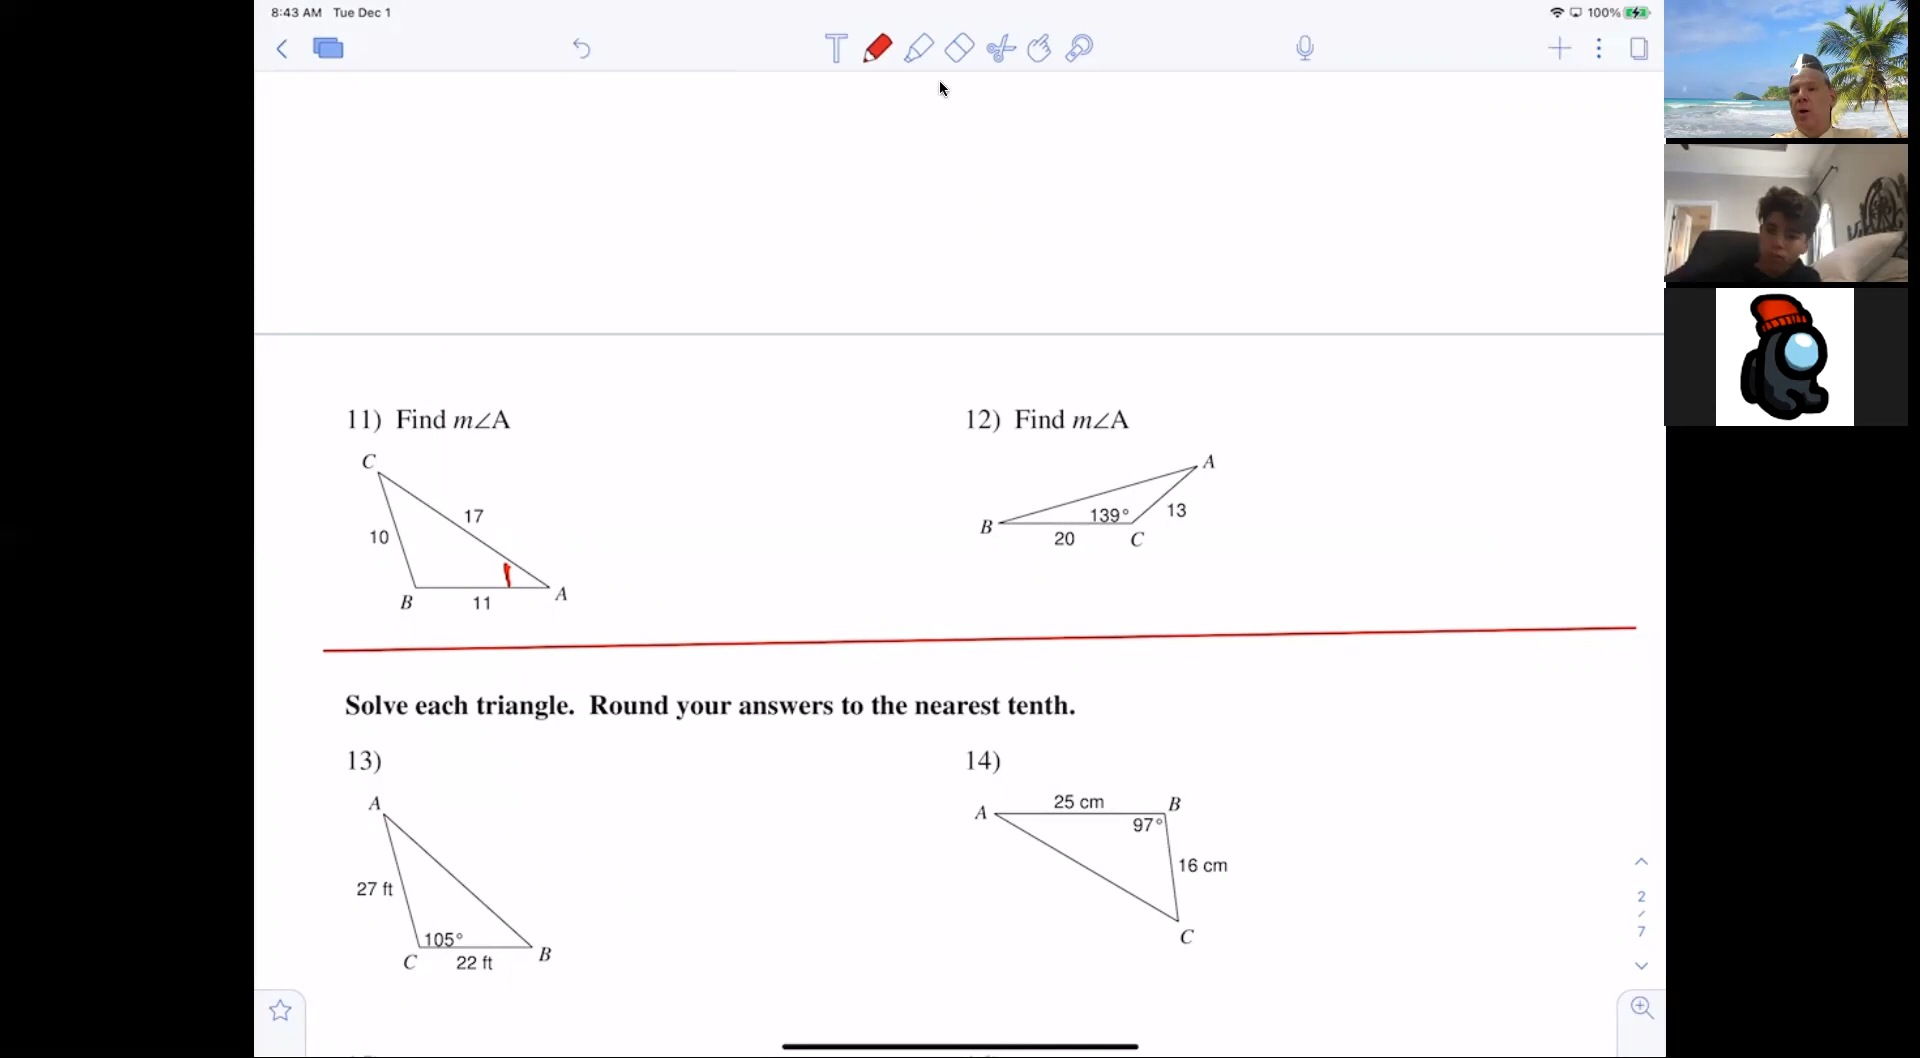 8:43 AM Tue Dec 1
100%
11) Find m∠A
12) Find m∠A
C
17
10
B
11
A
A
139°
13
B
20
C
Solve each triangle. Round your answers to the nearest tenth.
13)
14)
A
27 ft
105°
C
22 ft
B
A
25 cm
B
97°
16 cm
C
2
/
7